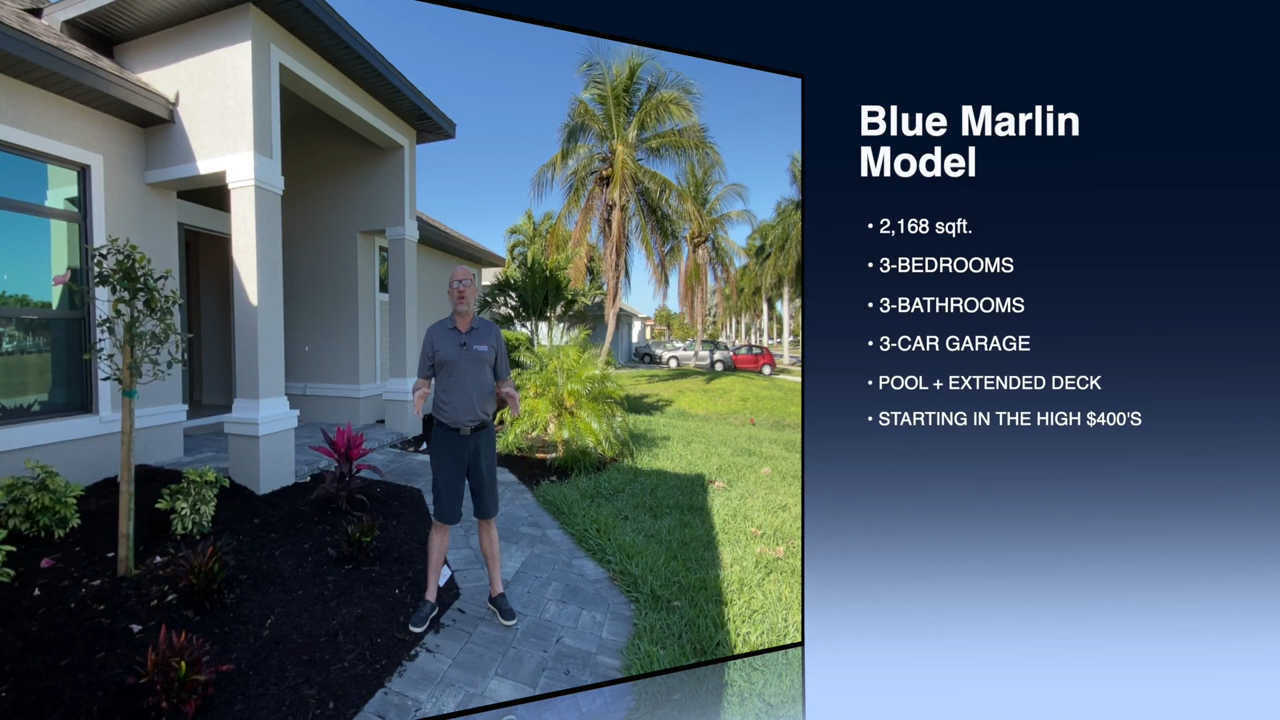 Blue Marlin
Model
• 2,168 sqft.
• 3-BEDROOMS
• 3-BATHROOMS
• 3-CAR GARAGE
• POOL + EXTENDED DECK
• STARTING IN THE HIGH $400'S